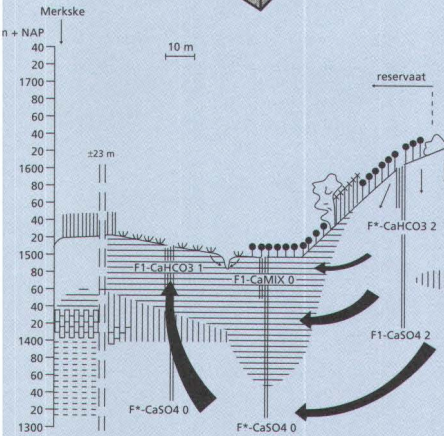 Merkske
m + NAP
40
20
1700
80
60
40
20
1600
80
60
40
20
1500
80
60
40
20
1400
80
60
40
20
1300
10 m
reservaat
±23 m
F*-CaHCO3 2
F1-CaHCO3 1
F1-CaMIX 0
F1-CaSO4 2
F*-CaSO4 0
F*-CaSO4 0